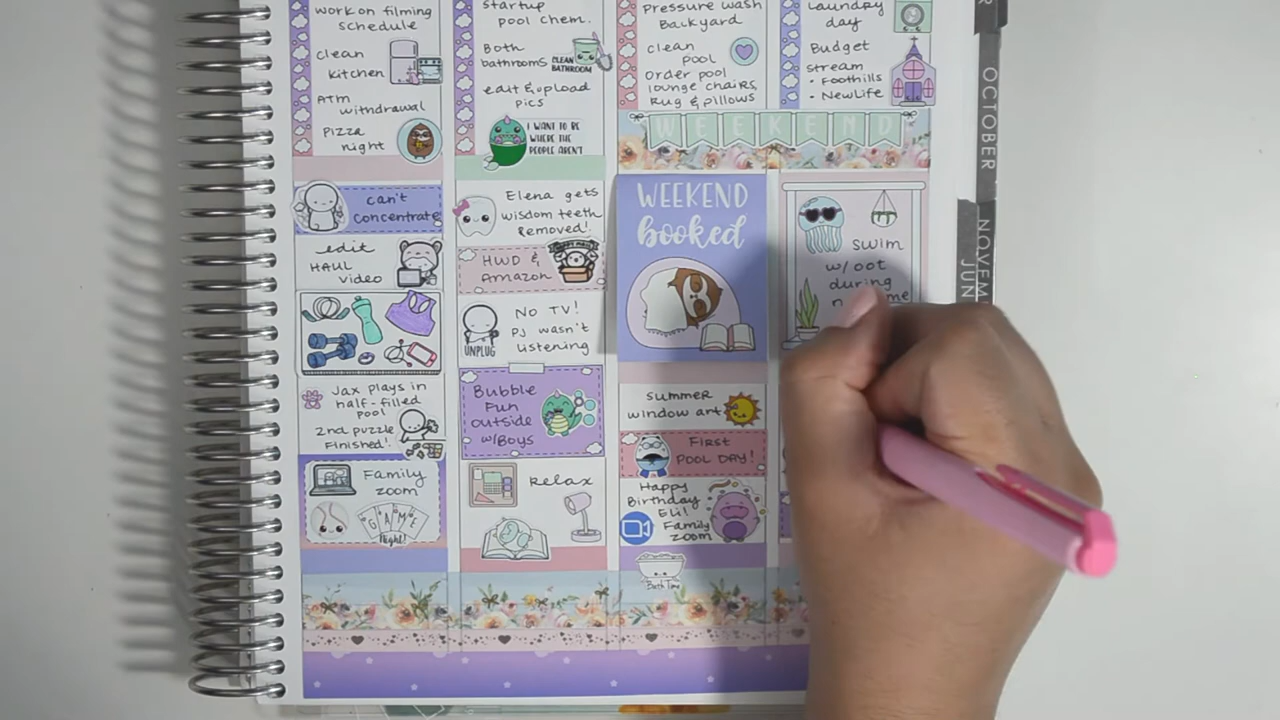 work on filming
schedule
clean
kitchen
ATM
withdrawal
Pizza
night
startup
pool chem.
Both
bathrooms
CLEAN
BATHROOM
edit & upload
pics
I WANT TO BE
WHERE THE
PEOPLE AREN'T
Pressure wash
Backyard
clean
pool
order pool
lounge chairs,
rug & pillows
Laundry
day
Budget
stream
• Foothills
• NewLife
WEEKEND
can't
concentrate
edit
HAUL
video
Jax plays in
half-filled
pool
2nd puzzle
Finished!
Family
zoom
GAME
Night!
Elena gets
wisdom teeth
removed!
HWD &
Amazon
HAPPY MAIL
No TV!
PJ wasn't
listening
UNPLUG
Bubble
Fun
outside
w/Boys
Relax
WEEKEND
booked
summer
window art
First
POOL DAY!
Happy
Birthday
Eli!
Family
zoom
Bath Time
swim
w/out
during
OCTOBER
NOVEM
JUN